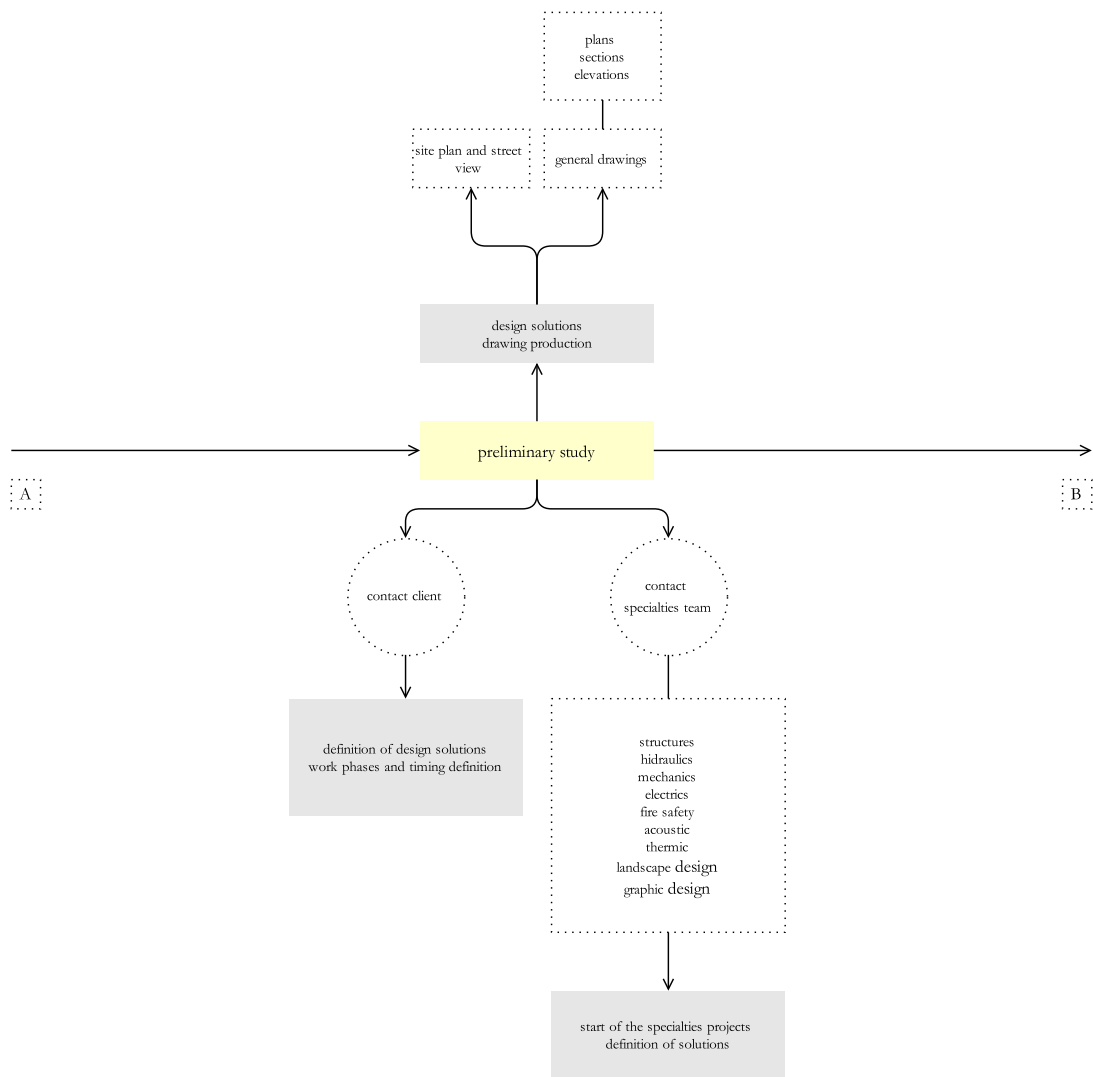 plans
sections
elevations
site plan and street
view
general drawings
design solutions
drawing production
preliminary study
A
B
contact client
contact
specialties team
definition of design solutions
work phases and timing definition
structures
hidraulics
mechanics
electrics
fire safety
acoustic
thermic
landscape design
graphic design
start of the specialties projects
definition of solutions